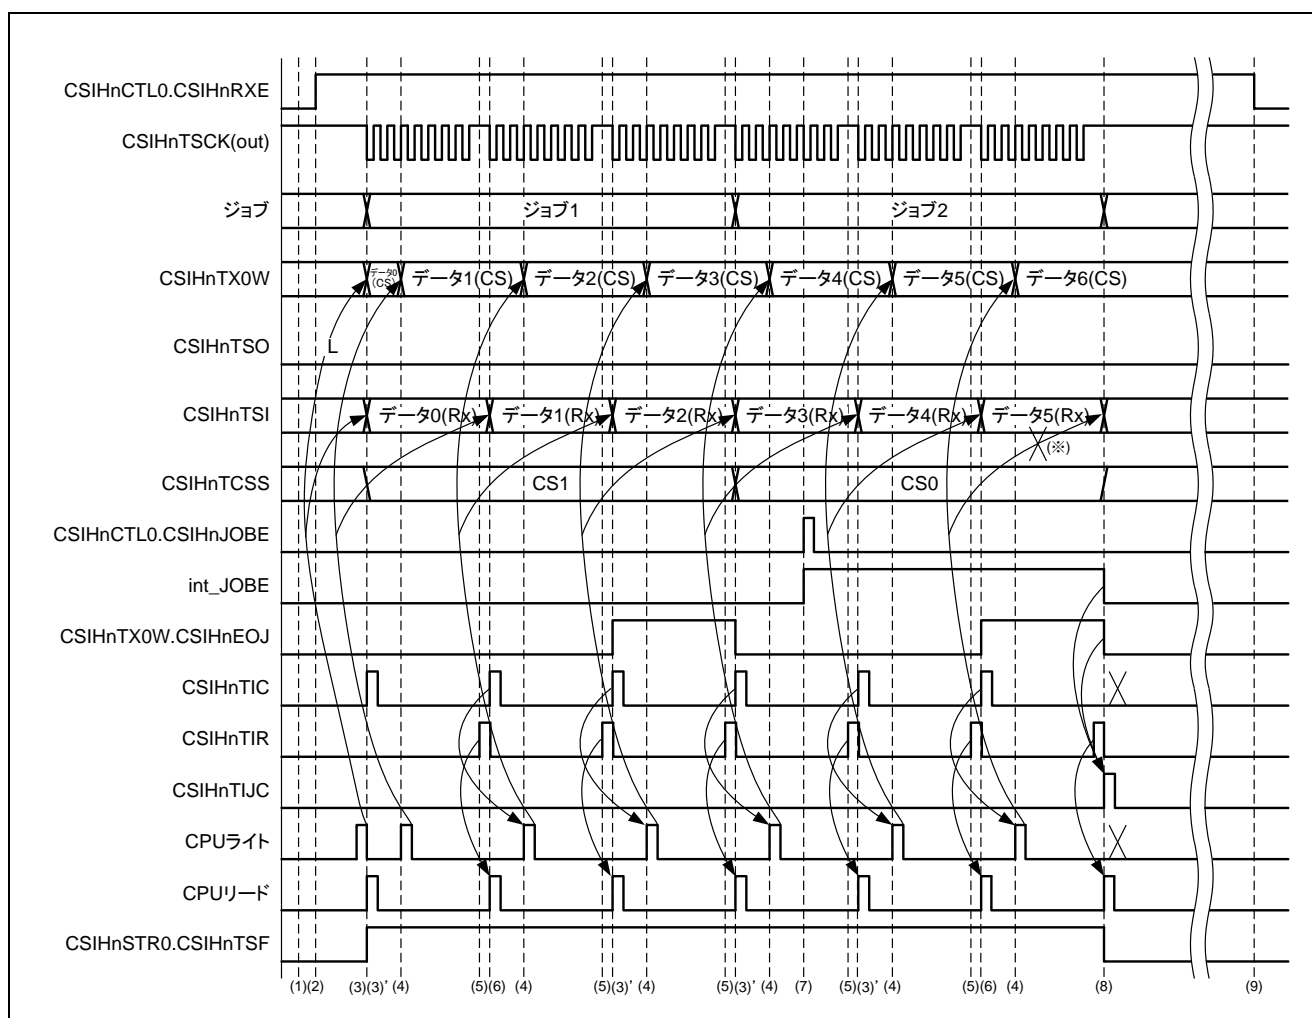 CSIHnCTL0.CSIHnRXE
CSIHnTSCK(out)
ジョブ
ジョブ1
ジョブ2
CSIHnTX0W
データ0(CS)
データ1(CS)
データ2(CS)
データ3(CS)
データ4(CS)
データ5(CS)
データ6(CS)
CSIHnTSO
L
CSIHnTSI
データ0(Rx)
データ1(Rx)
データ2(Rx)
データ3(Rx)
データ4(Rx)
データ5(Rx)
(※)
CSIHnTCSS
CS1
CS0
CSIHnCTL0.CSIHnJOBE
int_JOBE
CSIHnTX0W.CSIHnEOJ
CSIHnTIC
CSIHnTIR
CSIHnTIJC
CPUライト
CPUリード
CSIHnSTR0.CSIHnTSF
(1)(2) (3)(3)' (4) (5)(6) (4) (5)(3)' (4) (5)(3)' (4) (7) (5)(3)' (4) (5)(6) (4) (8) (9)